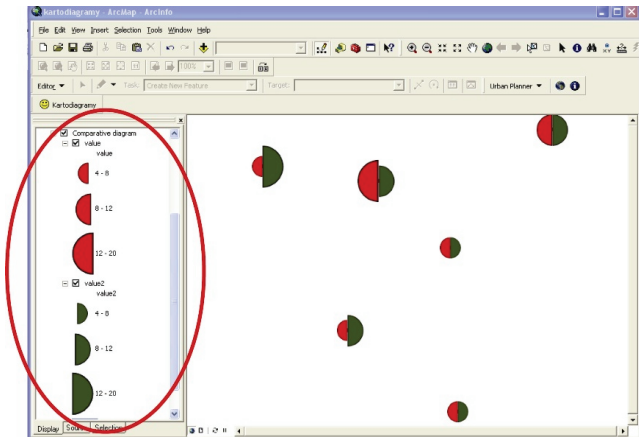 kartodiagramy - ArcMap - ArcInfo
File Edit View Insert Selection Tools Window Help
100%
Editor Task: Create New Feature Target: Urban Planner
Kartodiagramy
Comparative diagram
value
value
4 - 8
8 - 12
12 - 20
value2
value2
4 - 8
8 - 12
12 - 20
Display Source Selection